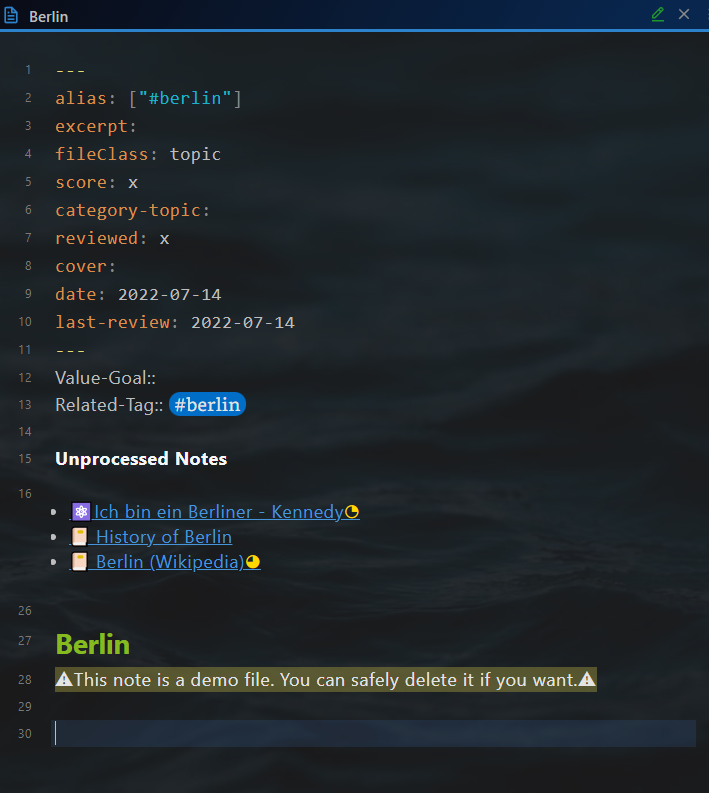 Berlin
1 ---
2 alias: ["#berlin"]
3 excerpt:
4 fileClass: topic
5 score: x
6 category-topic:
7 reviewed: x
8 cover:
9 date: 2022-07-14
10 last-review: 2022-07-14
11 ---
12 Value-Goal::
13 Related-Tag:: #berlin
14
15 Unprocessed Notes
16
• ⚛️ Ich bin ein Berliner - Kennedy◔
• 📔 History of Berlin
• 📔 Berlin (Wikipedia)◕
26
27 Berlin
28 ⚠This note is a demo file. You can safely delete it if you want.⚠
29
30